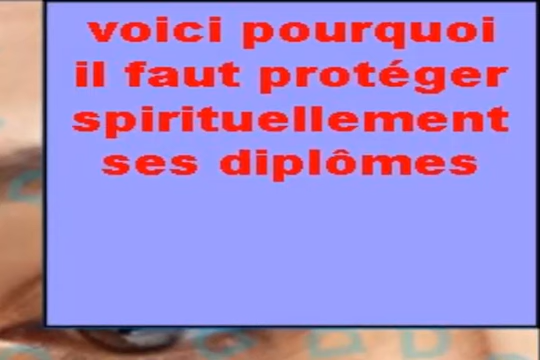 voici pourquoi
il faut protéger
spirituellement
ses diplômes